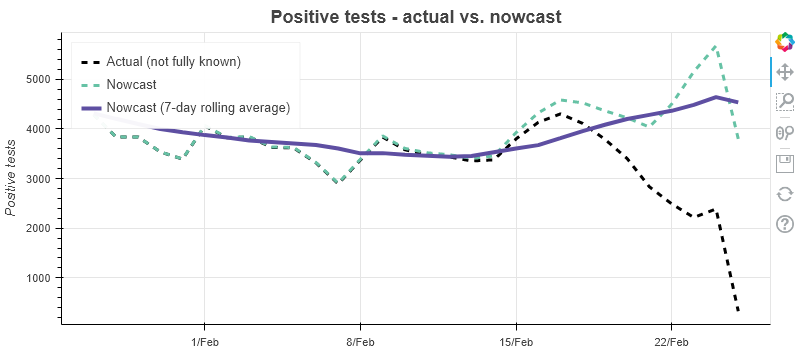 Positive tests - actual vs. nowcast
Actual (not fully known)
Nowcast
Nowcast (7-day rolling average)
5000
4000
3000
2000
1000
Positive tests
1/Feb
8/Feb
15/Feb
22/Feb